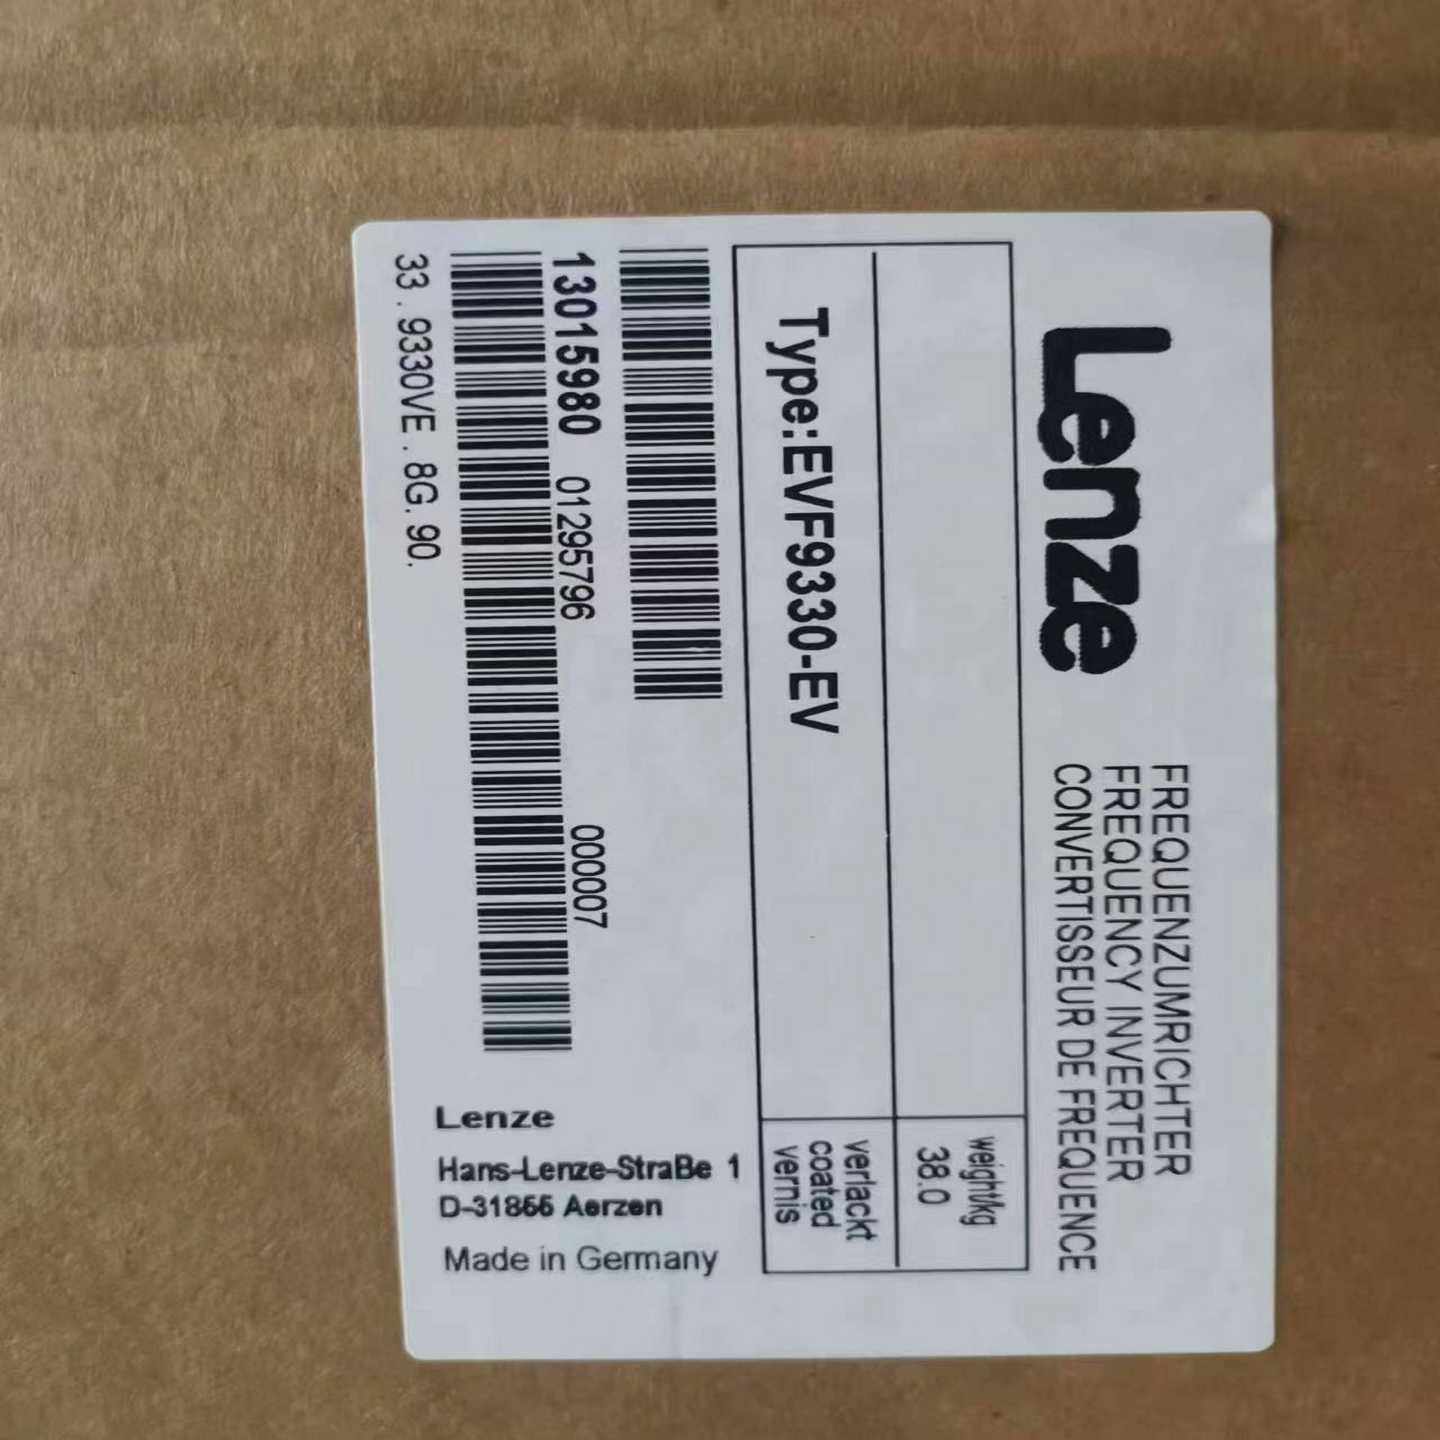 Lenze
FREQUENZUMRICHTER
FREQUENCY INVERTER
CONVERTISSEUR DE FREQUENCE
weight/kg
38.0
Type:EVF9330-EV
verlackt
coated
vernis
13015980 01295796 000007
33 . 9330VE . 8G. 90.
Lenze
Hans-Lenze-StraBe 1
D-31855 Aerzen
Made in Germany